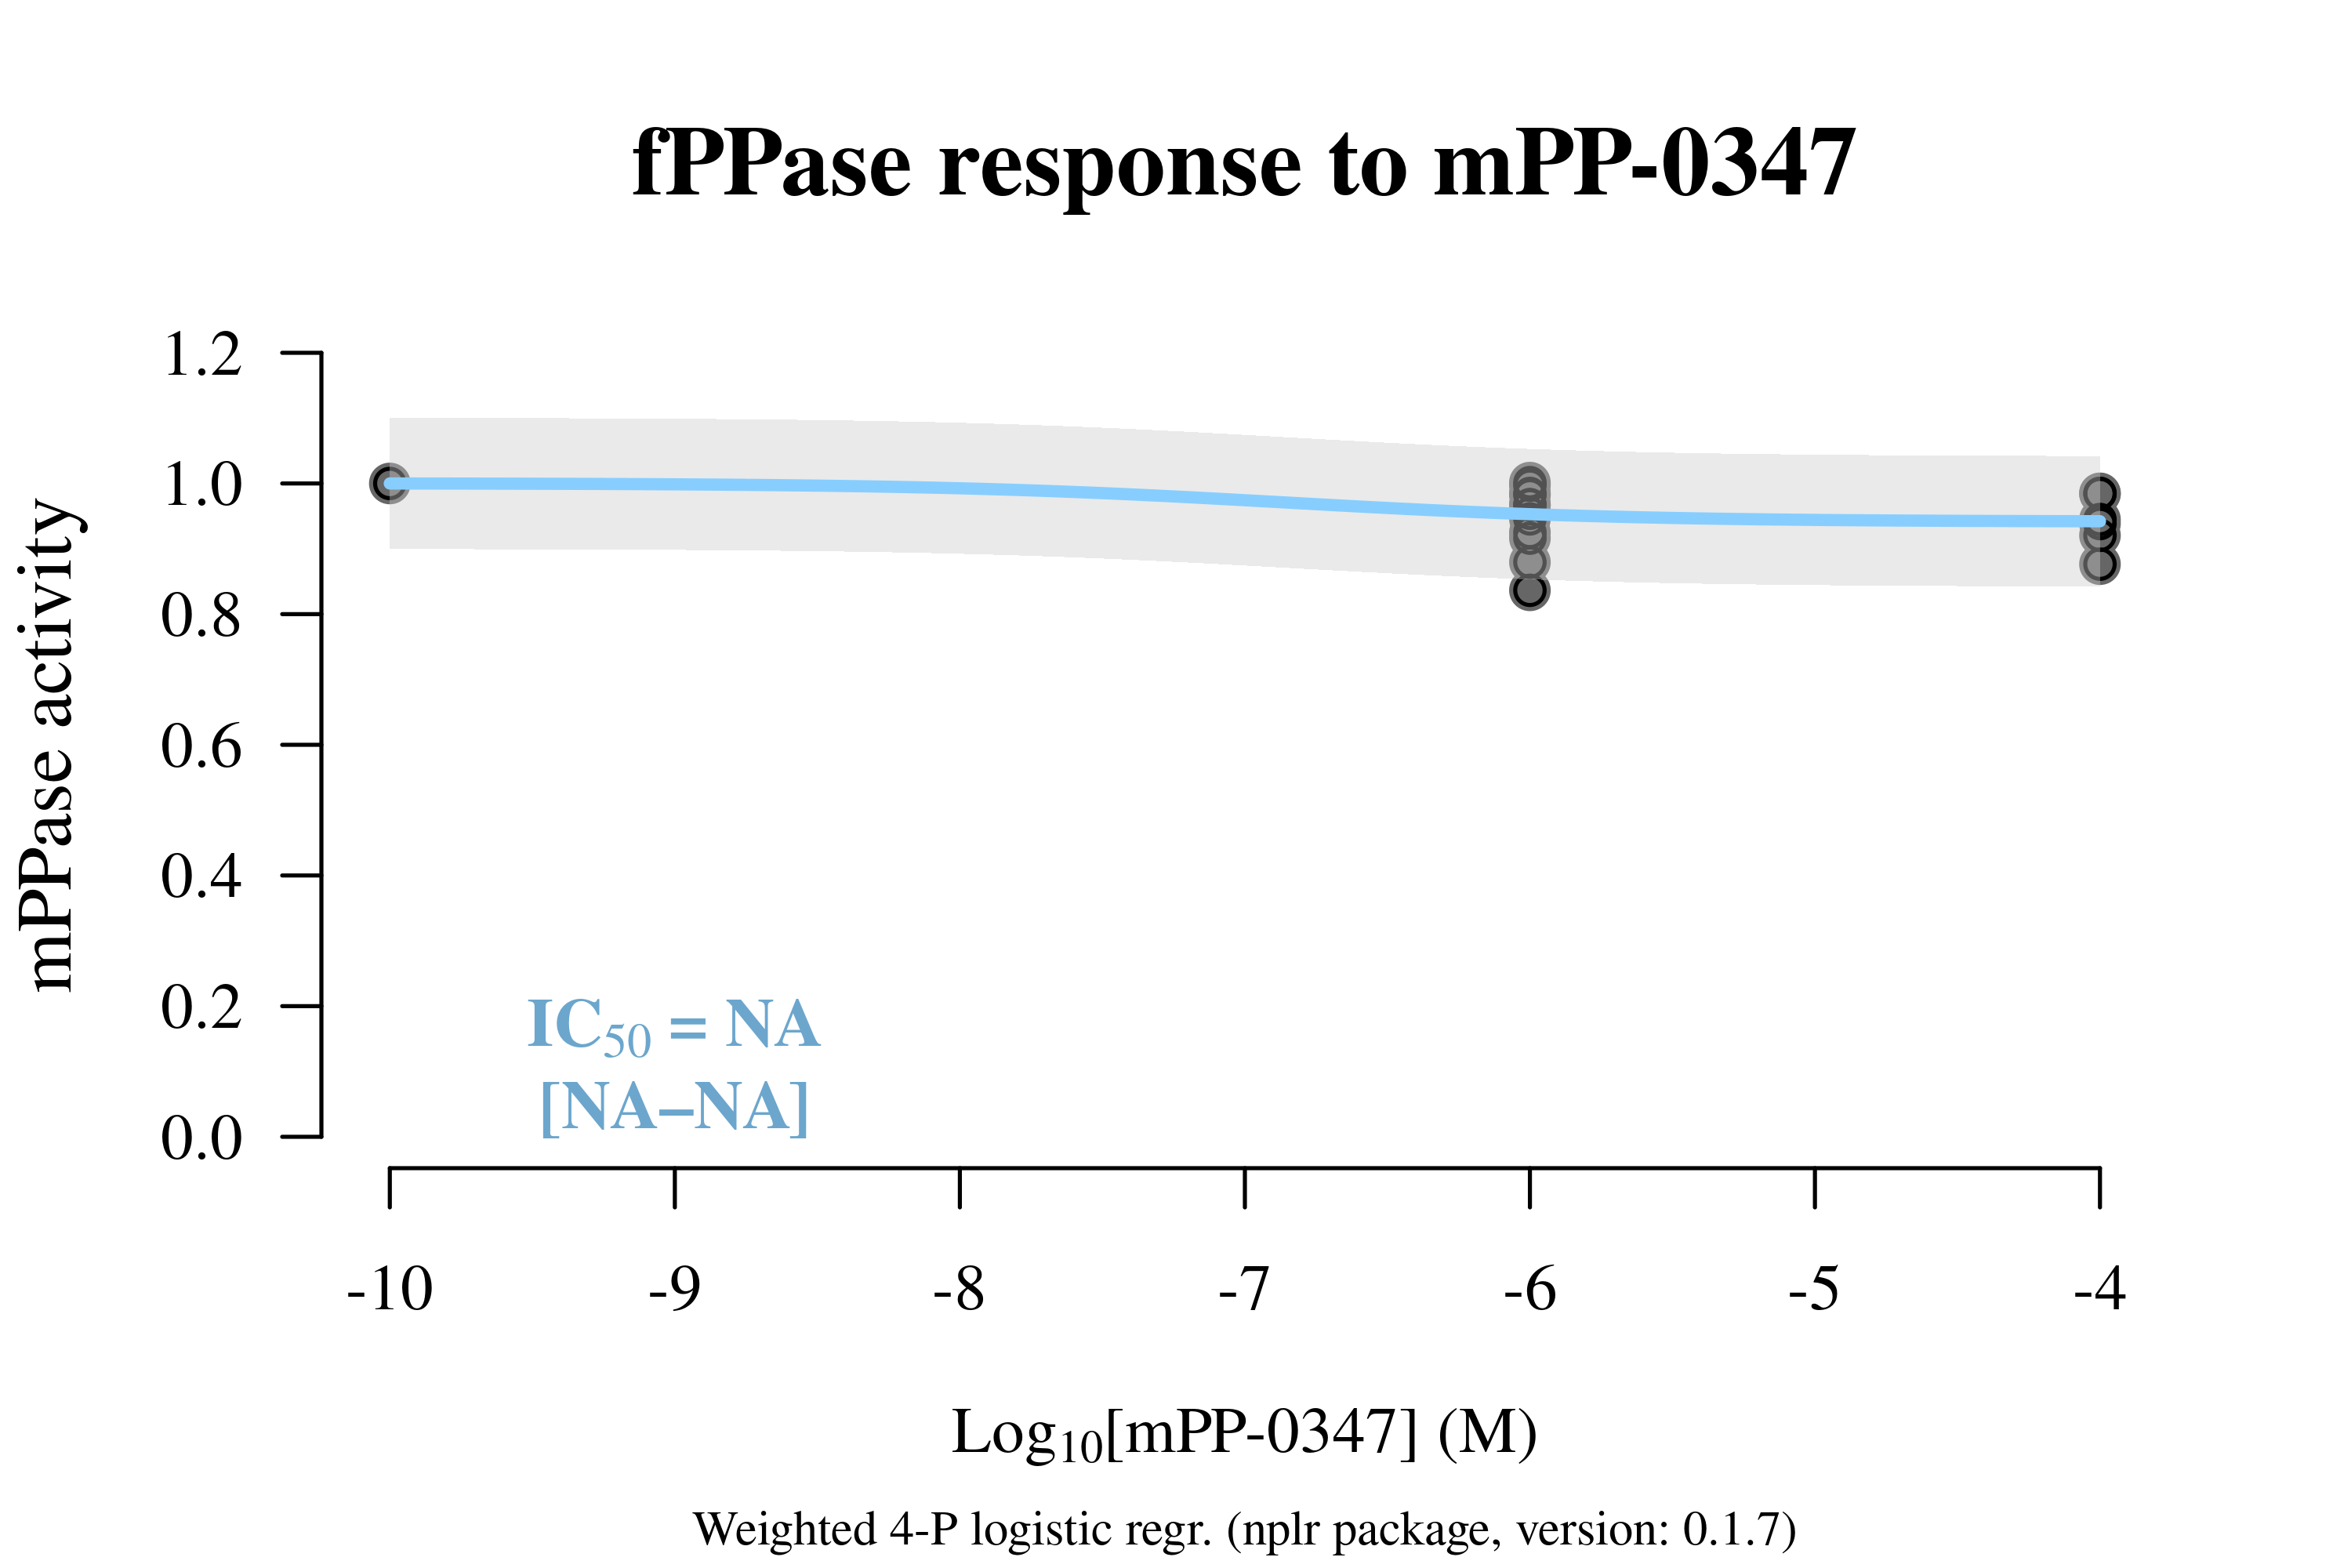 fPPase response to mPP-0347
mPPase activity
1.2
1.0
0.8
0.6
0.4
0.2
0.0
IC50 = NA
[NA–NA]
-10 -9 -8 -7 -6 -5 -4
Log10[mPP-0347] (M)
Weighted 4-P logistic regr. (nplr package, version: 0.1.7)